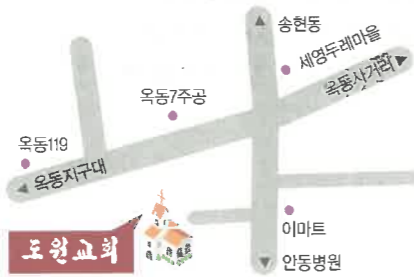 송현동
세영두레마을
옥동사거리
옥동7주공
옥동119
옥동지구대
도원교회
이마트
안동병원